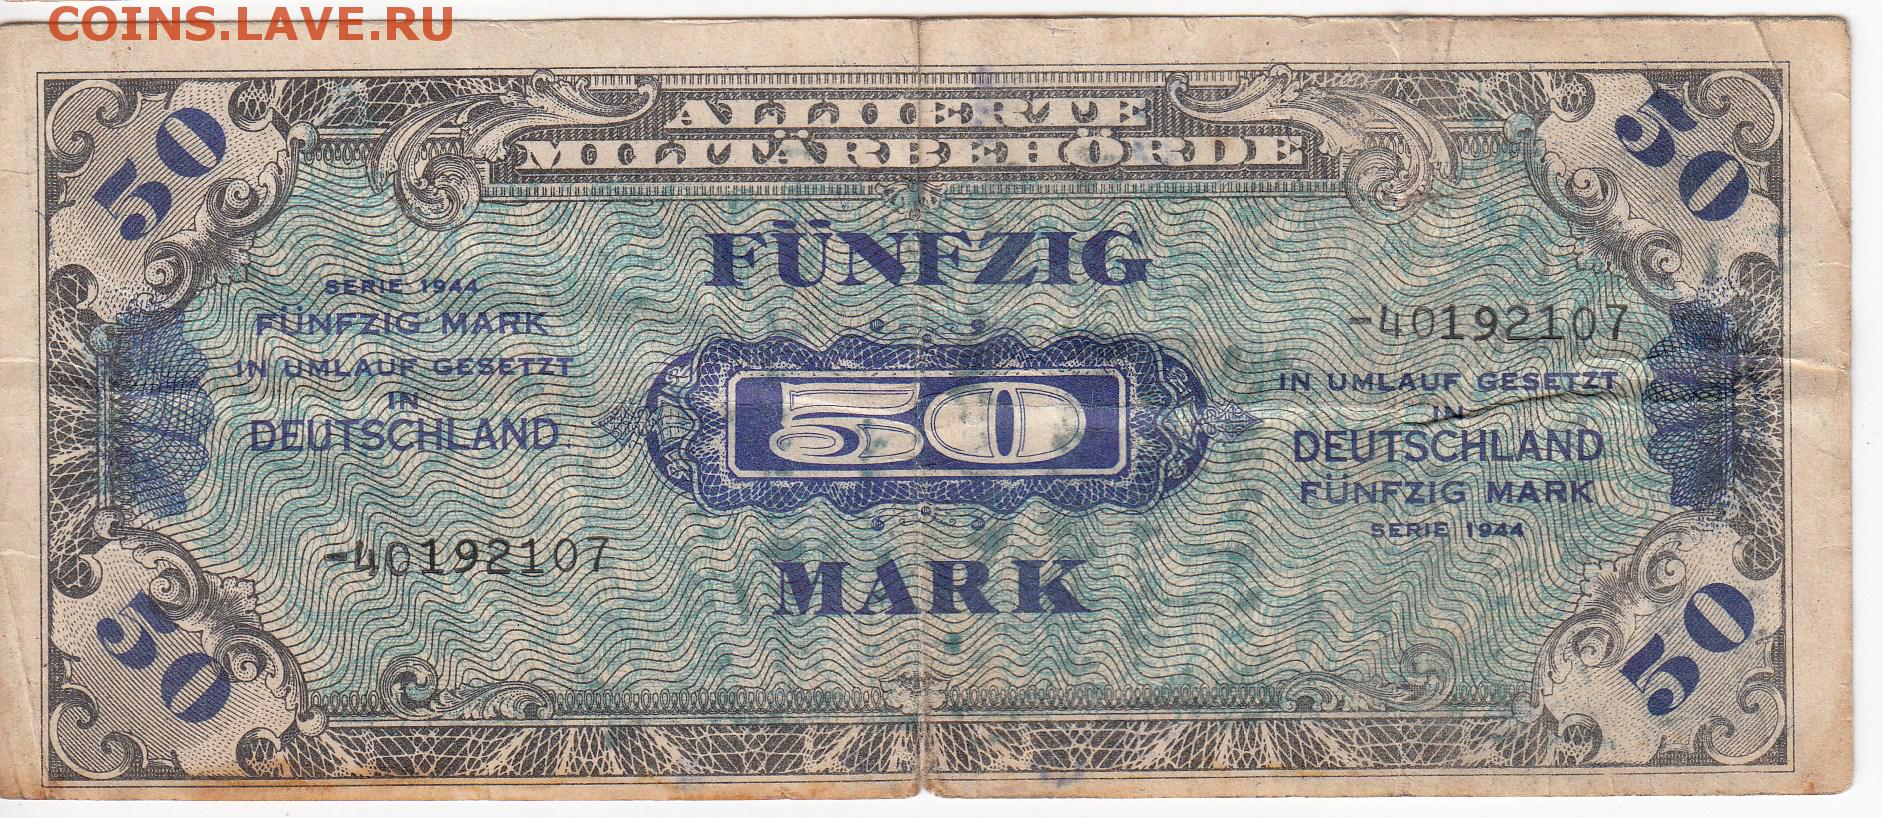 COINS.LAVE.RU
50
50
ALLIIERTE
MILITÄRBEHÖRDE
FÜNFZIG
SERIE 1944
FÜNFZIG MARK
IN UMLAUF GESETZT
IN
DEUTSCHLAND
-40192107
50
-40192107
IN UMLAUF GESETZT
IN
DEUTSCHLAND
FÜNFZIG MARK
SERIE 1944
MARK
50
50